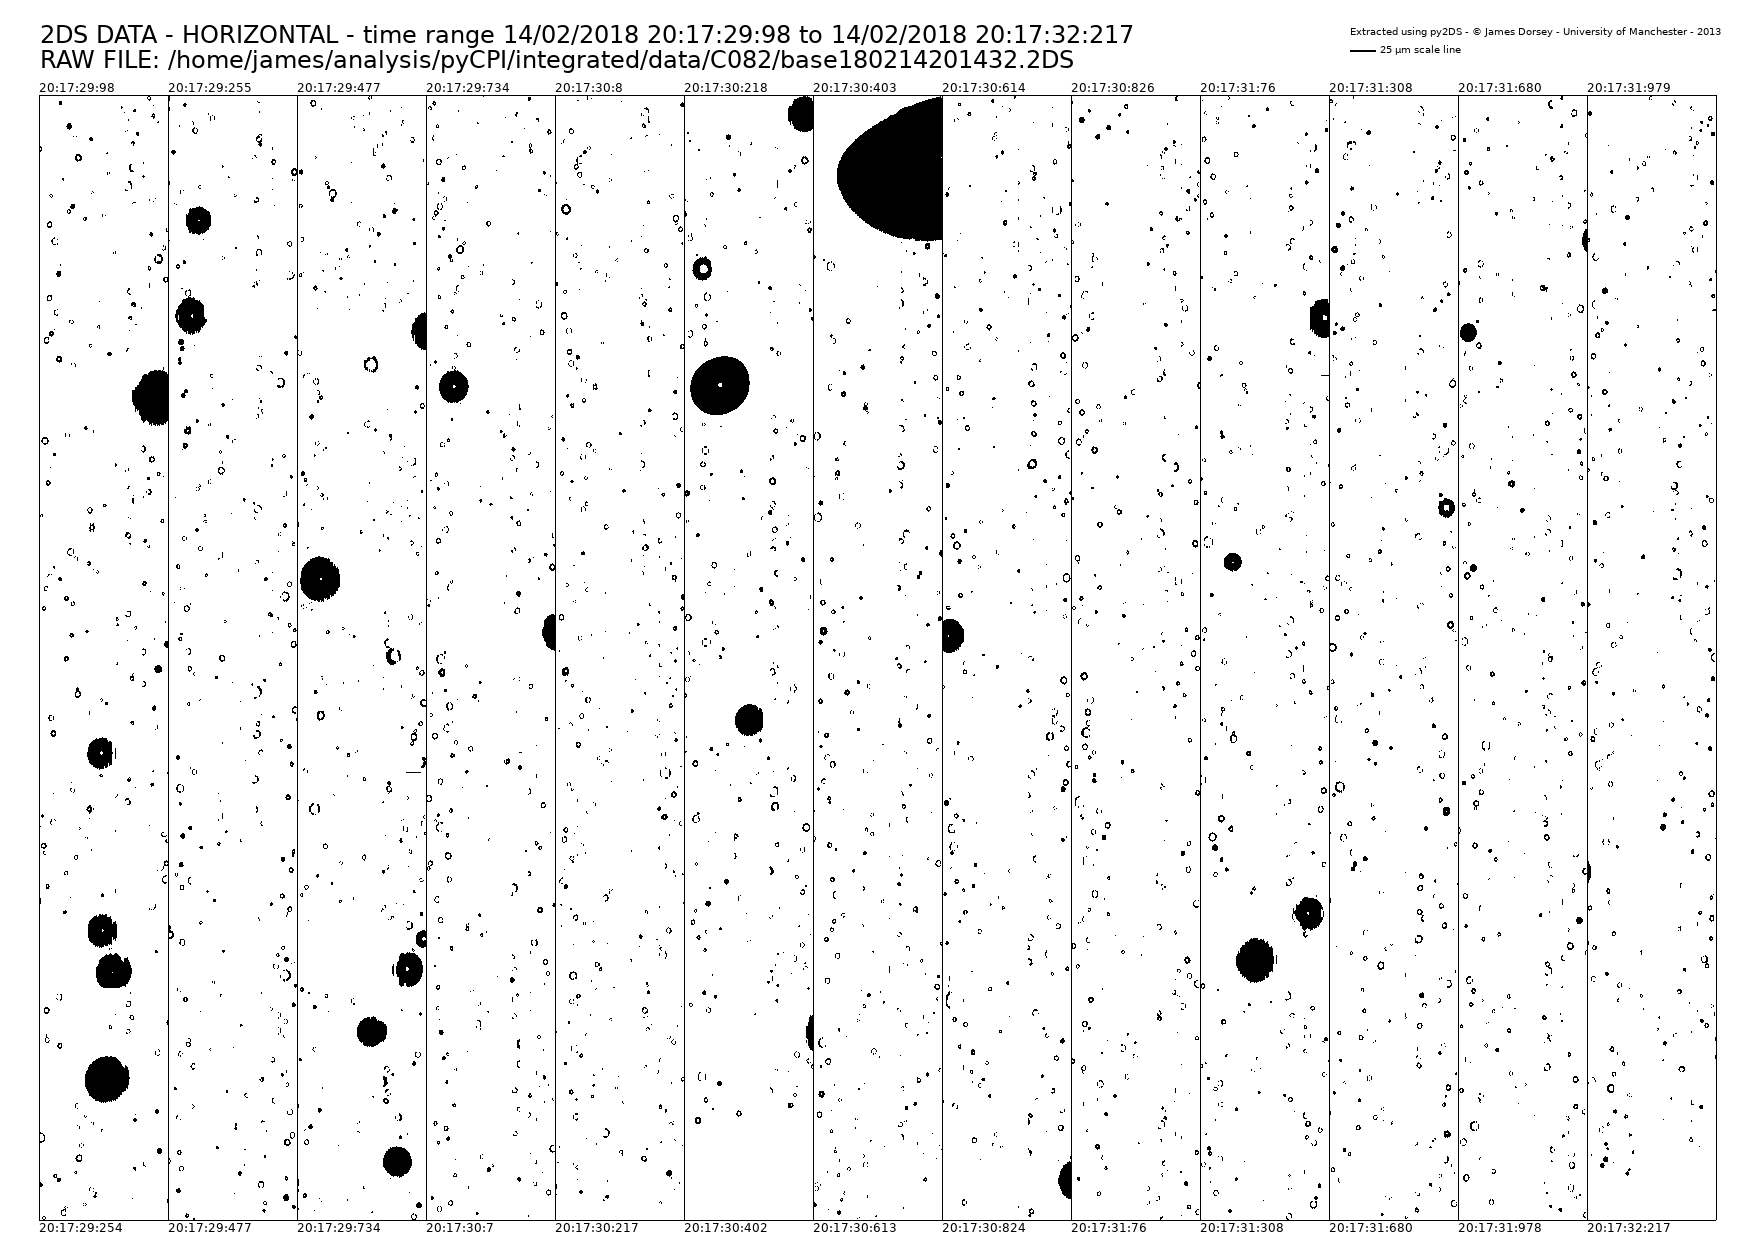 2DS DATA - HORIZONTAL - time range 14/02/2018 20:17:29:98 to 14/02/2018 20:17:32:217
RAW FILE: /home/james/analysis/pyCPI/integrated/data/C082/base180214201432.2DS
Extracted using py2DS - © James Dorsey - University of Manchester - 2013
25 µm scale line
20:17:29:98 20:17:29:255 20:17:29:477 20:17:29:734 20:17:30:8 20:17:30:218 20:17:30:403 20:17:30:614 20:17:30:826 20:17:31:76 20:17:31:308 20:17:31:680 20:17:31:979
20:17:29:254 20:17:29:477 20:17:29:734 20:17:30:7 20:17:30:217 20:17:30:402 20:17:30:613 20:17:30:824 20:17:31:76 20:17:31:308 20:17:31:680 20:17:31:978 20:17:32:217